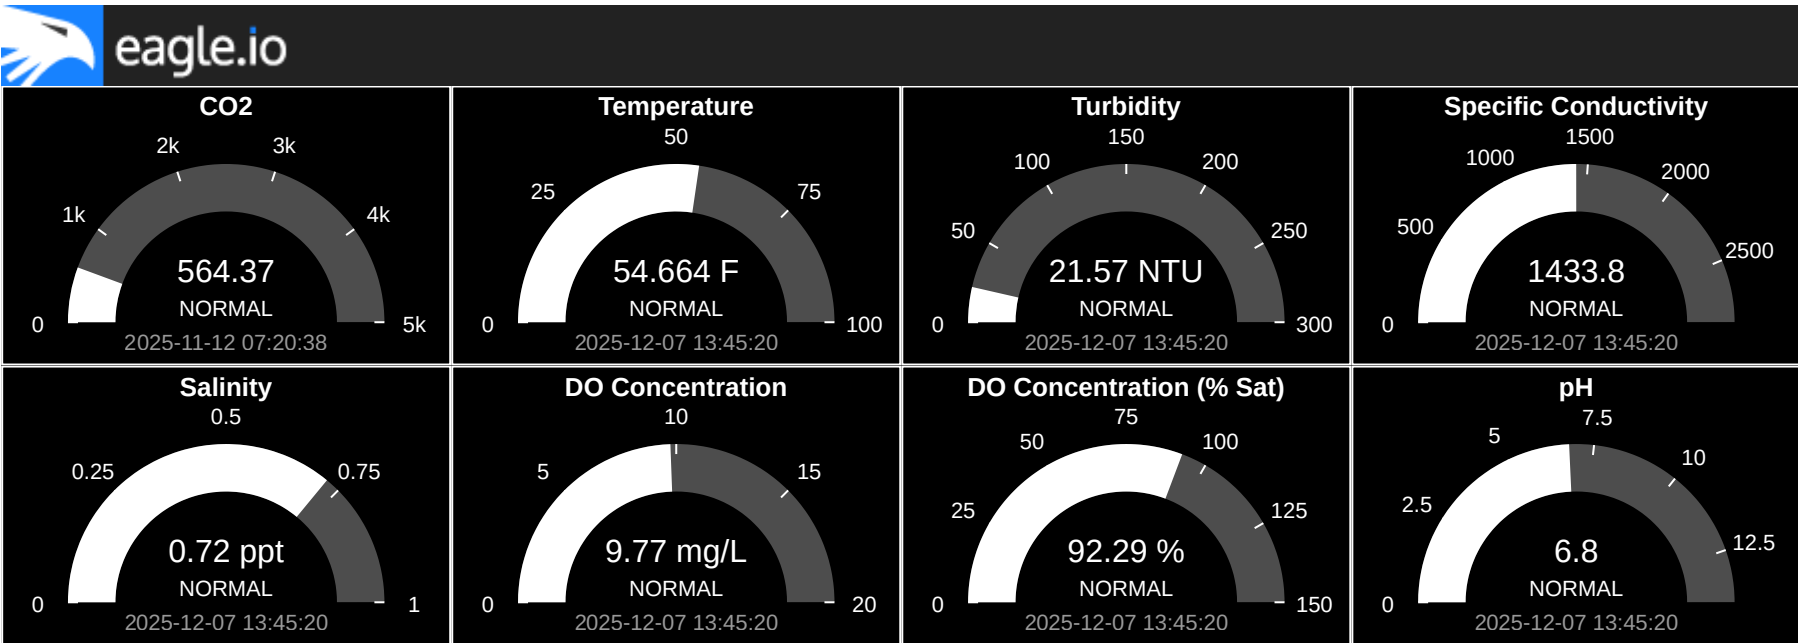 eagle.io
CO2
2k
3k
1k
4k
564.37
NORMAL
0
5k
2025-11-12 07:20:38
Temperature
50
25
75
54.664 F
NORMAL
0
100
2025-12-07 13:45:20
Turbidity
150
100
200
50
250
21.57 NTU
NORMAL
0
300
2025-12-07 13:45:20
Specific Conductivity
1500
1000
2000
500
2500
1433.8
NORMAL
0
2025-12-07 13:45:20
Salinity
0.5
0.25
0.75
0.72 ppt
NORMAL
0
1
2025-12-07 13:45:20
DO Concentration
10
5
15
9.77 mg/L
NORMAL
0
20
2025-12-07 13:45:20
DO Concentration (% Sat)
75
50
100
25
125
92.29 %
NORMAL
0
150
2025-12-07 13:45:20
pH
7.5
5
10
2.5
12.5
6.8
NORMAL
0
2025-12-07 13:45:20